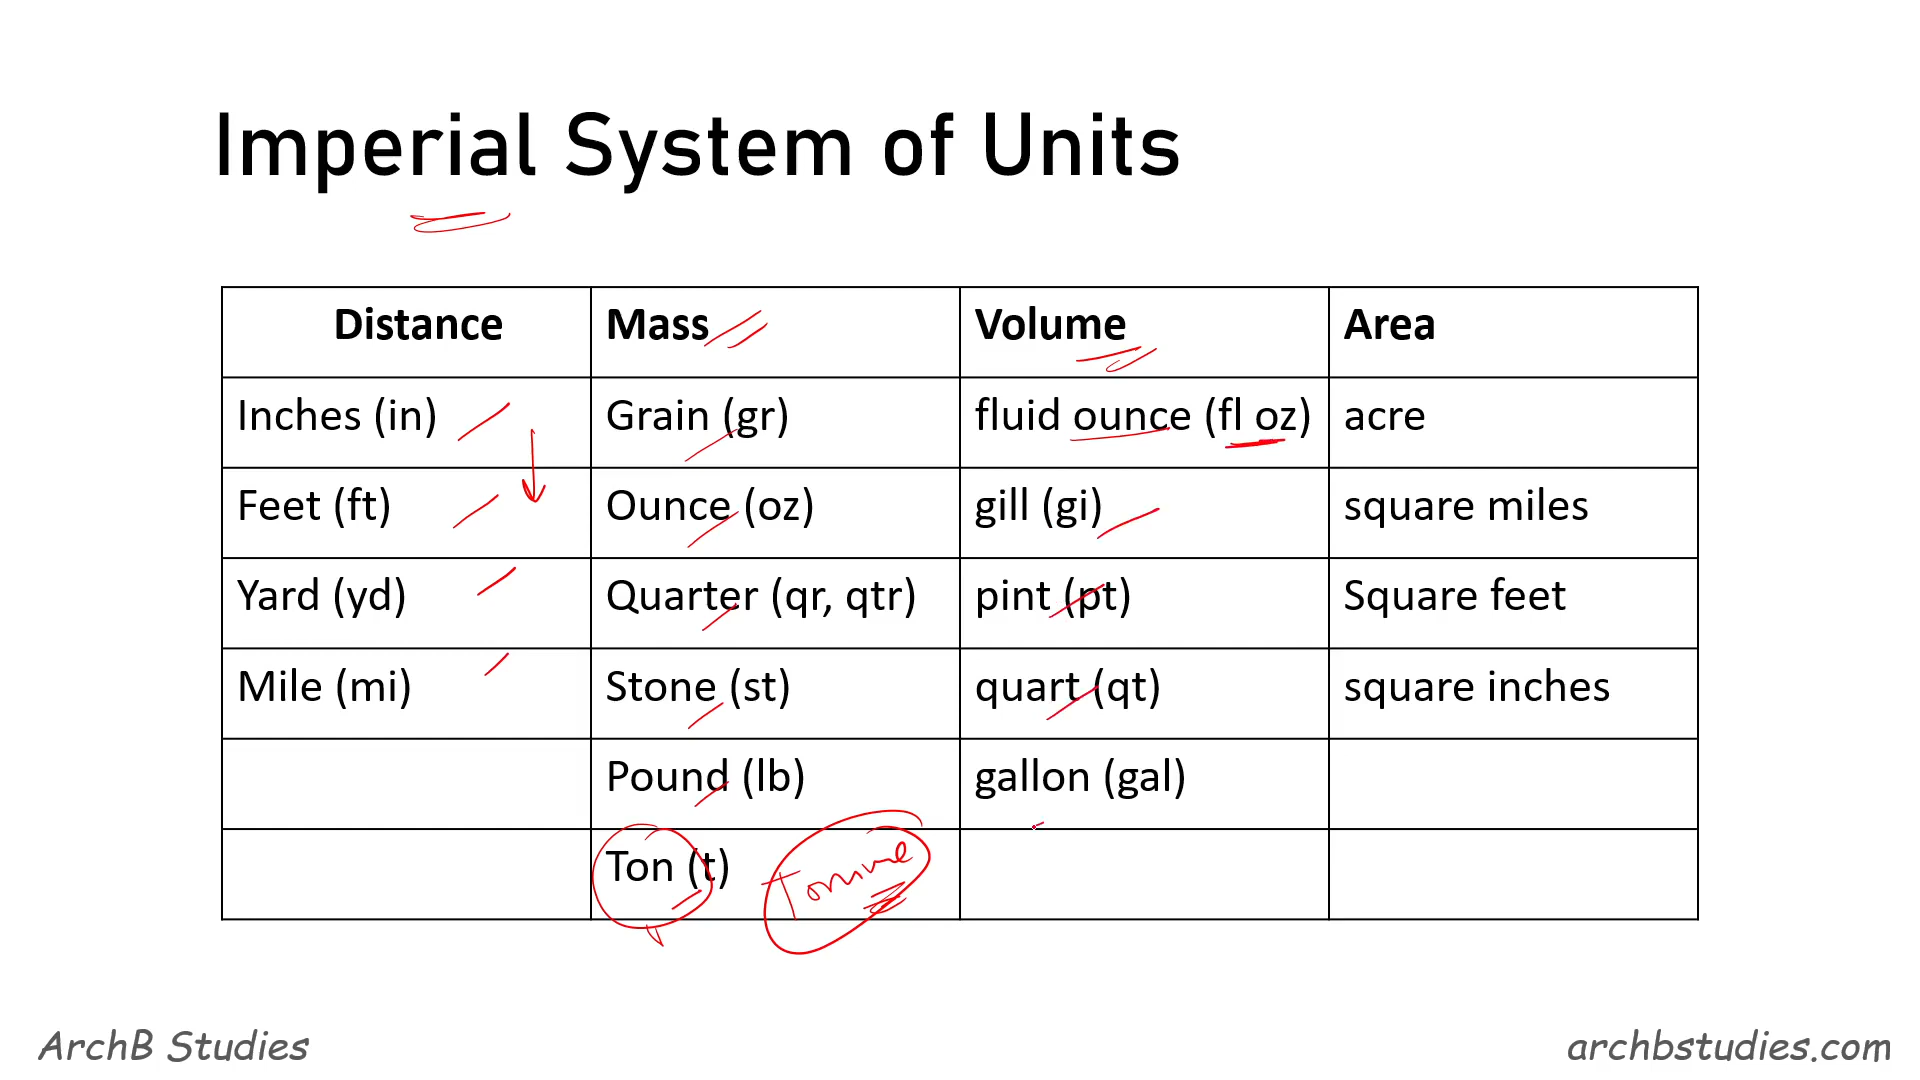 Imperial System of Units
Distance Mass Volume Area
Inches (in) Grain (gr) fluid ounce (fl oz) acre
Feet (ft) Ounce (oz) gill (gi) square miles
Yard (yd) Quarter (qr, qtr) pint (pt) Square feet
Mile (mi) Stone (st) quart (qt) square inches
Pound (lb) gallon (gal)
Ton (t)
ArchB Studies archbstudies.com